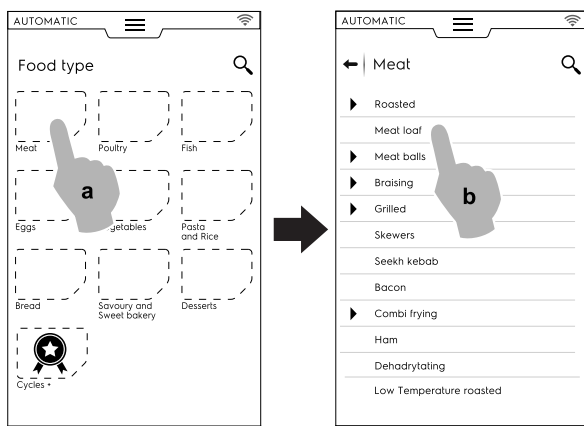 AUTOMATIC
Food type
Meat
Poultry
Fish
a
Eggs
getables
Pasta
and Rice
Bread
Savoury and
Sweet bakery
Desserts
Cycles +
AUTOMATIC
Meat
Roasted
Meat loaf
Meat balls
Braising
b
Grilled
Skewers
Seekh kebab
Bacon
Combi frying
Ham
Dehadrytating
Low Temperature roasted